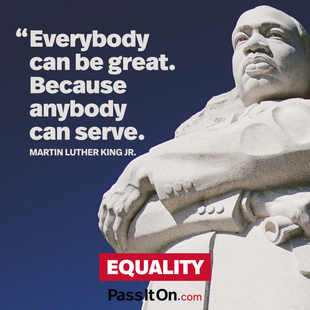 “Everybody
can be great.
Because
anybody
can serve.
MARTIN LUTHER KING JR.
EQUALITY
PassItOn.com